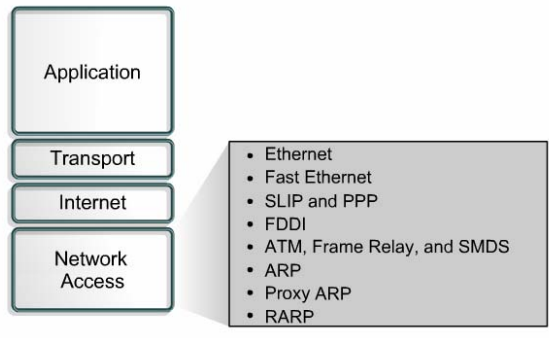 Application
Transport
Internet
Network
Access
• Ethernet
• Fast Ethernet
• SLIP and PPP
• FDDI
• ATM, Frame Relay, and SMDS
• ARP
• Proxy ARP
• RARP